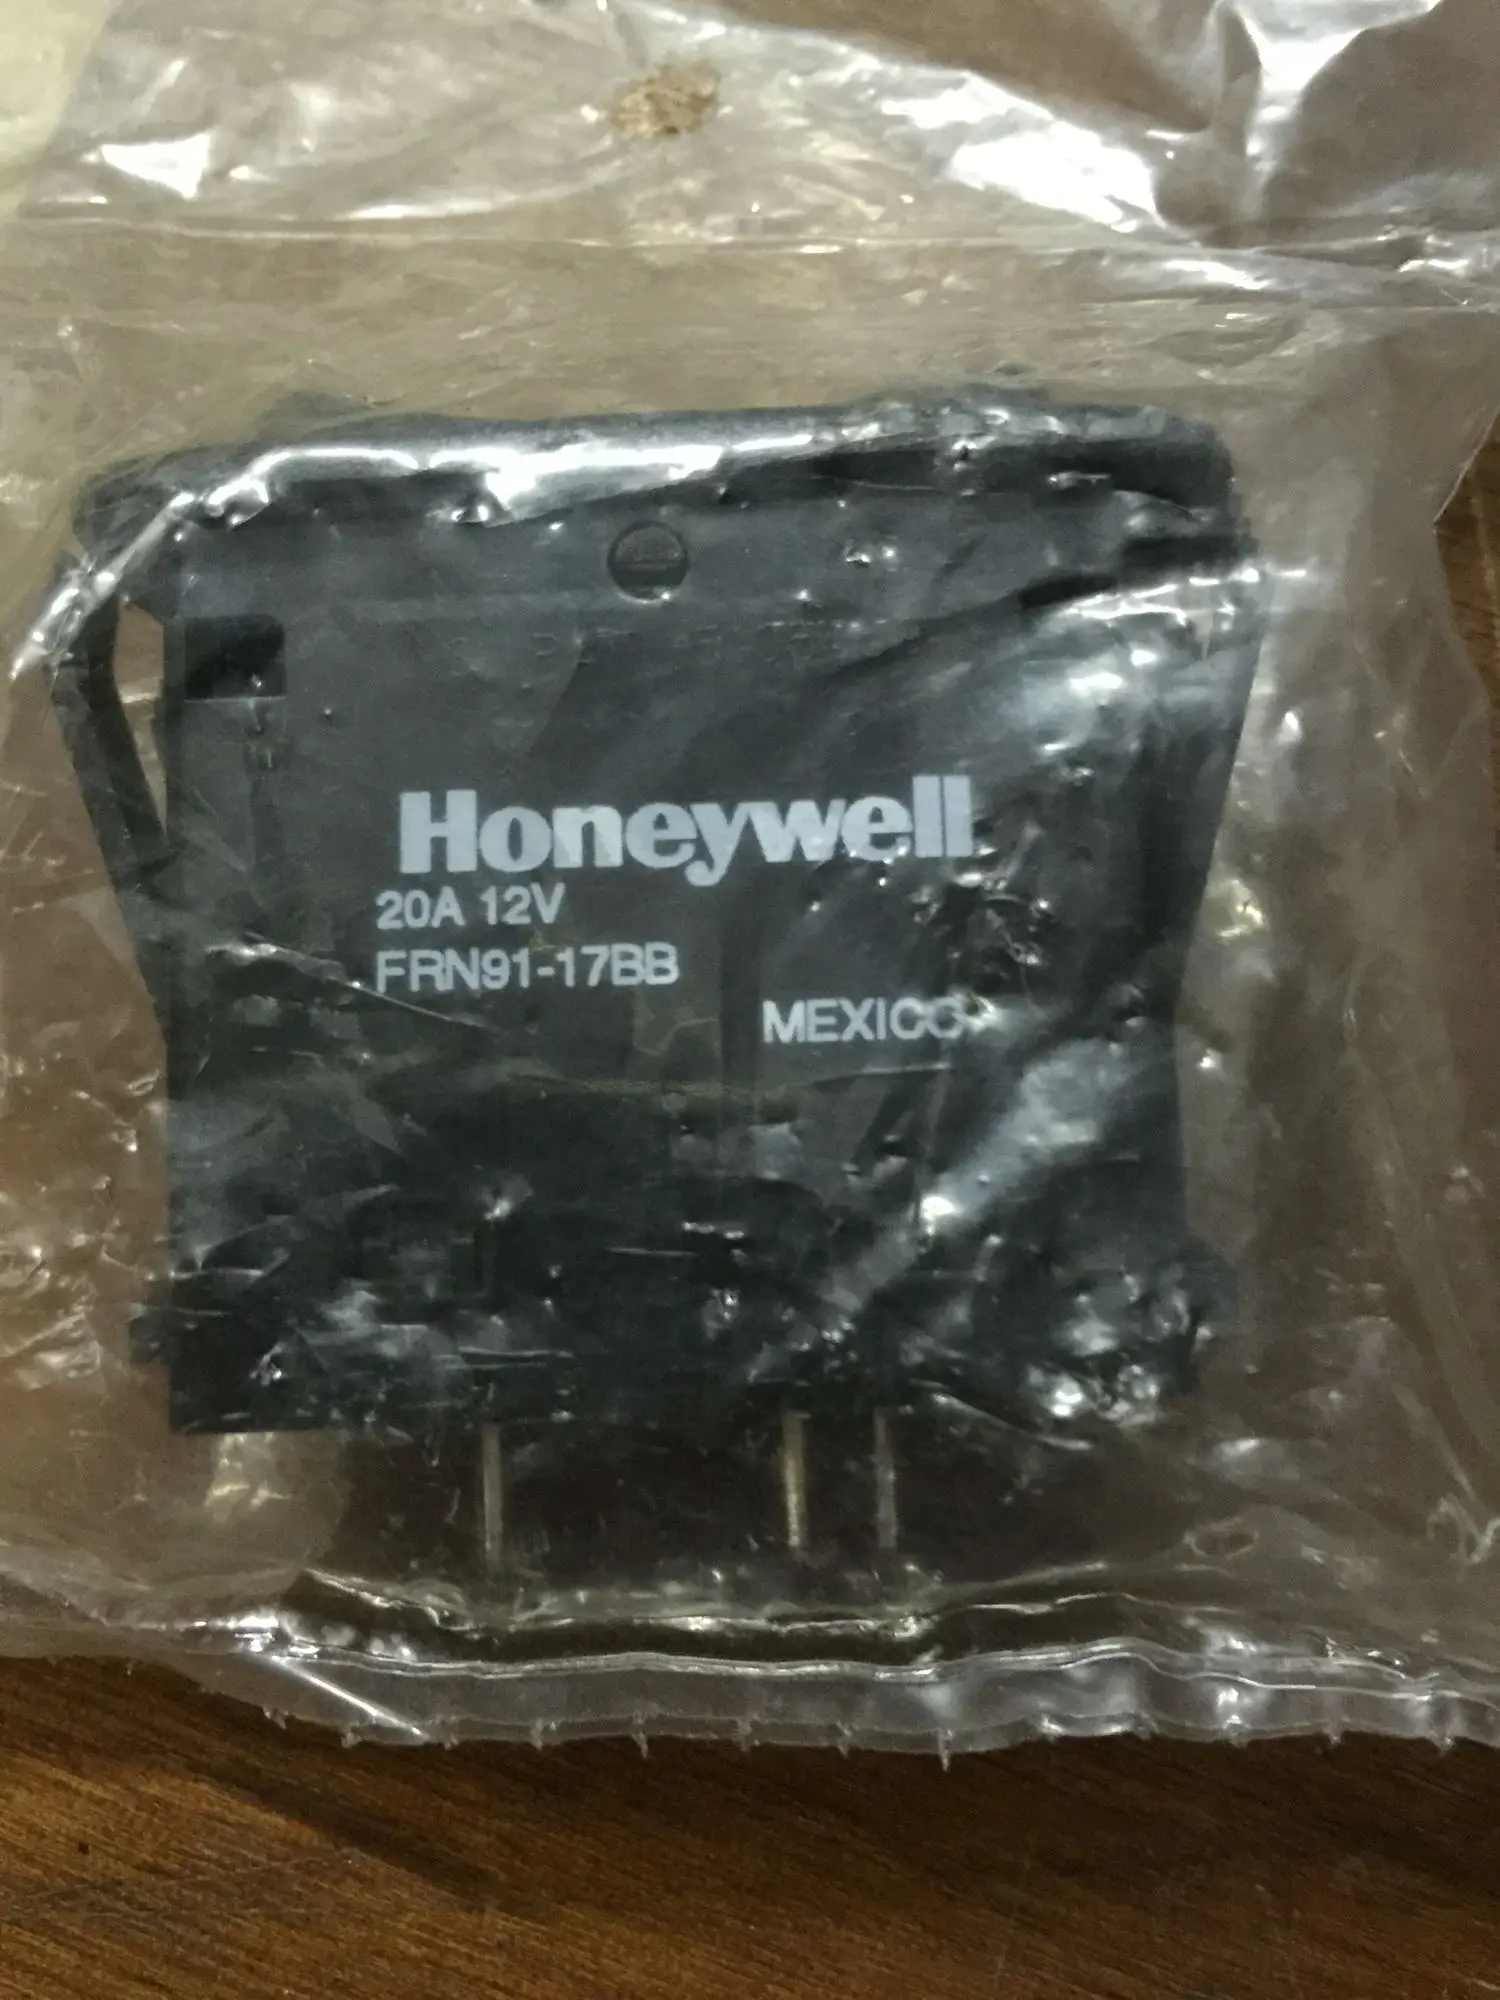 Honeywell
20A 12V
FRN91-17BB
MEXICO